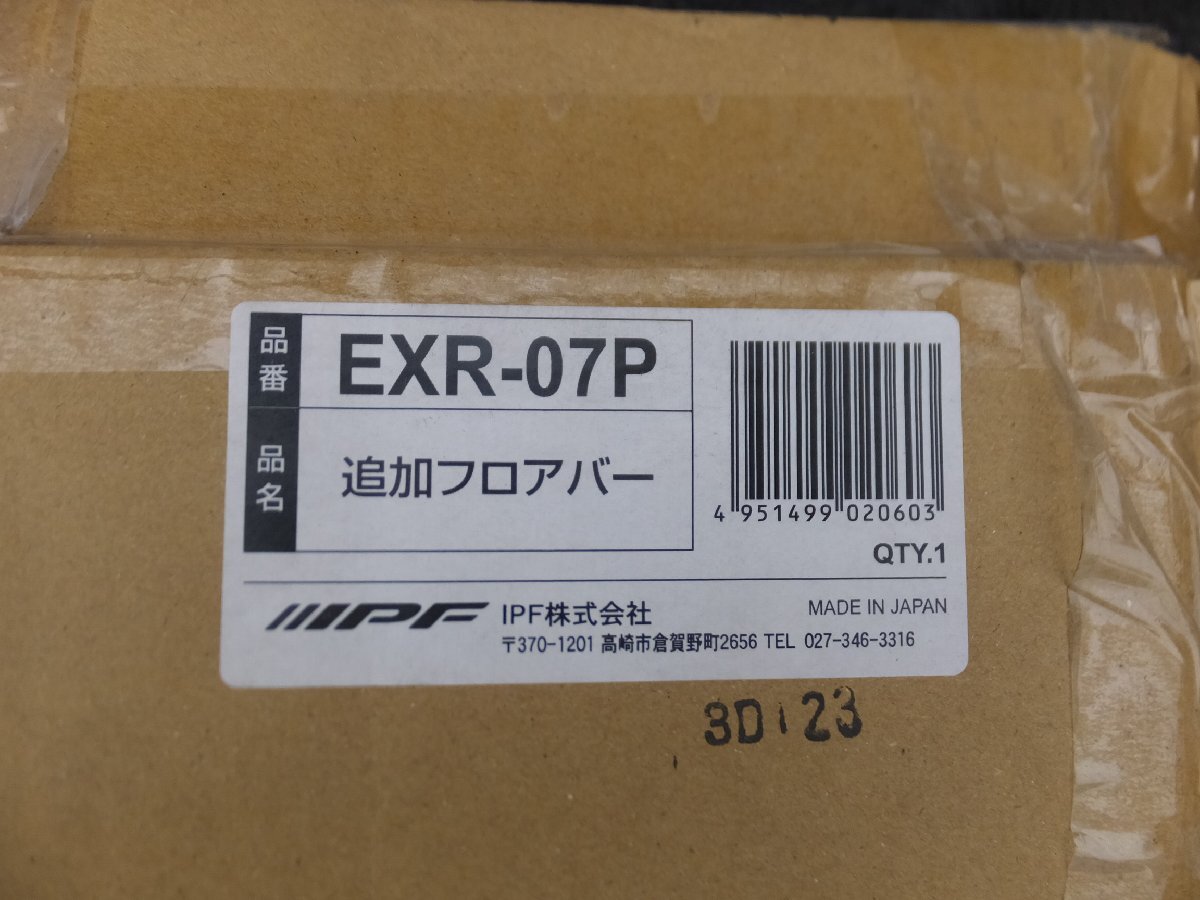 品番 EXR-07P
品名 追加フロアバー
4 951499 020603
QTY.1
IPF IPF株式会社
MADE IN JAPAN
〒370-1201 高崎市倉賀野町2656 TEL 027-346-3316
3D123